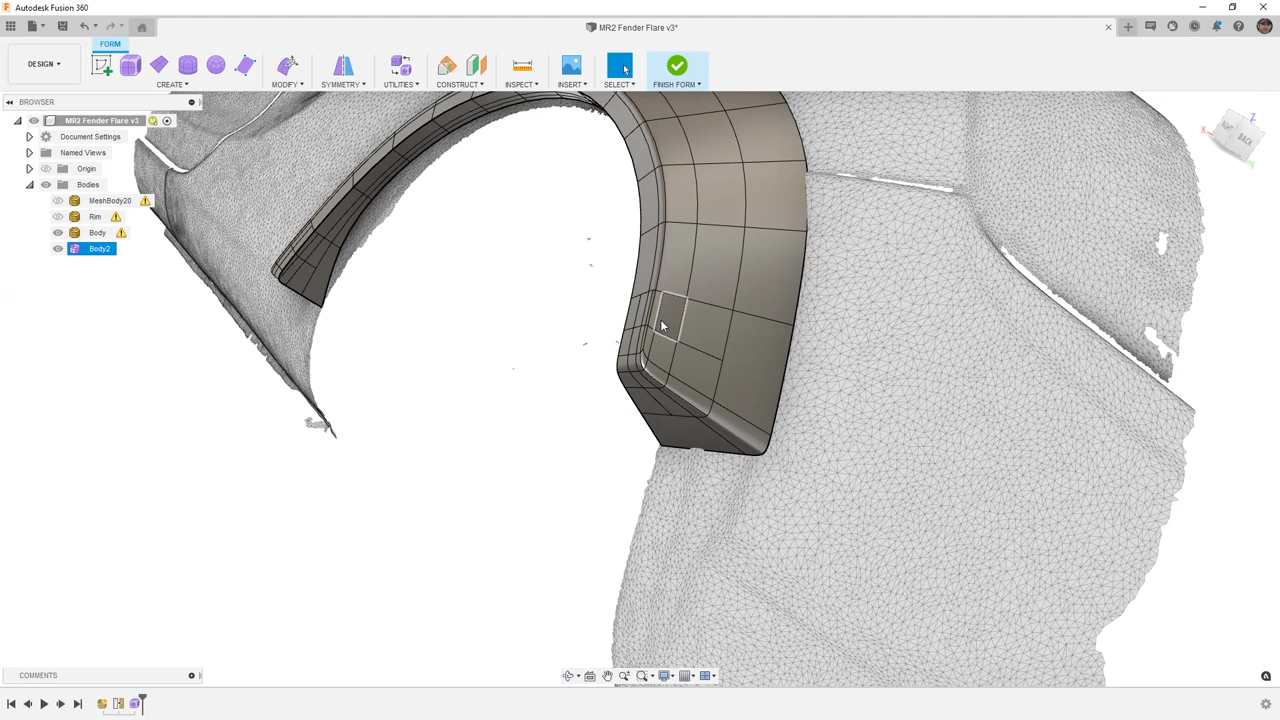 Autodesk Fusion 360
MR2 Fender Flare v3*
FORM
DESIGN
CREATE
MODIFY
SYMMETRY
UTILITIES
CONSTRUCT
INSPECT
INSERT
SELECT
FINISH FORM
BROWSER
MR2 Fender Flare v3
Document Settings
Named Views
Origin
Bodies
MeshBody20
Rim
Body
Body2
Z
X
Y
BACK
COMMENTS